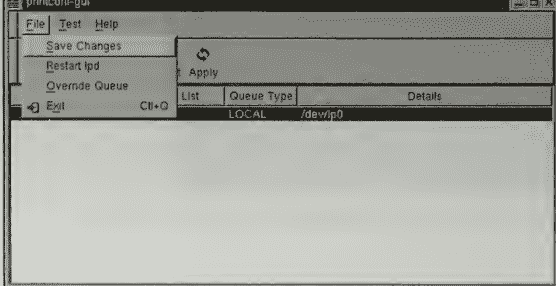 printconf-gui
File Test Help
Save Changes
Restart lpd
Override Queue
Exit Ctl+Q
Apply
List Queue Type Details
LOCAL /dev/lp0